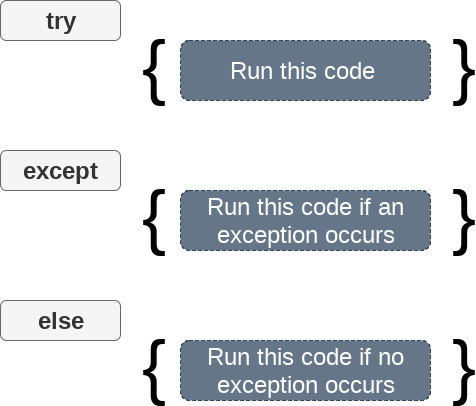 try
{ Run this code }
except
{ Run this code if an
exception occurs }
else
{ Run this code if no
exception occurs }